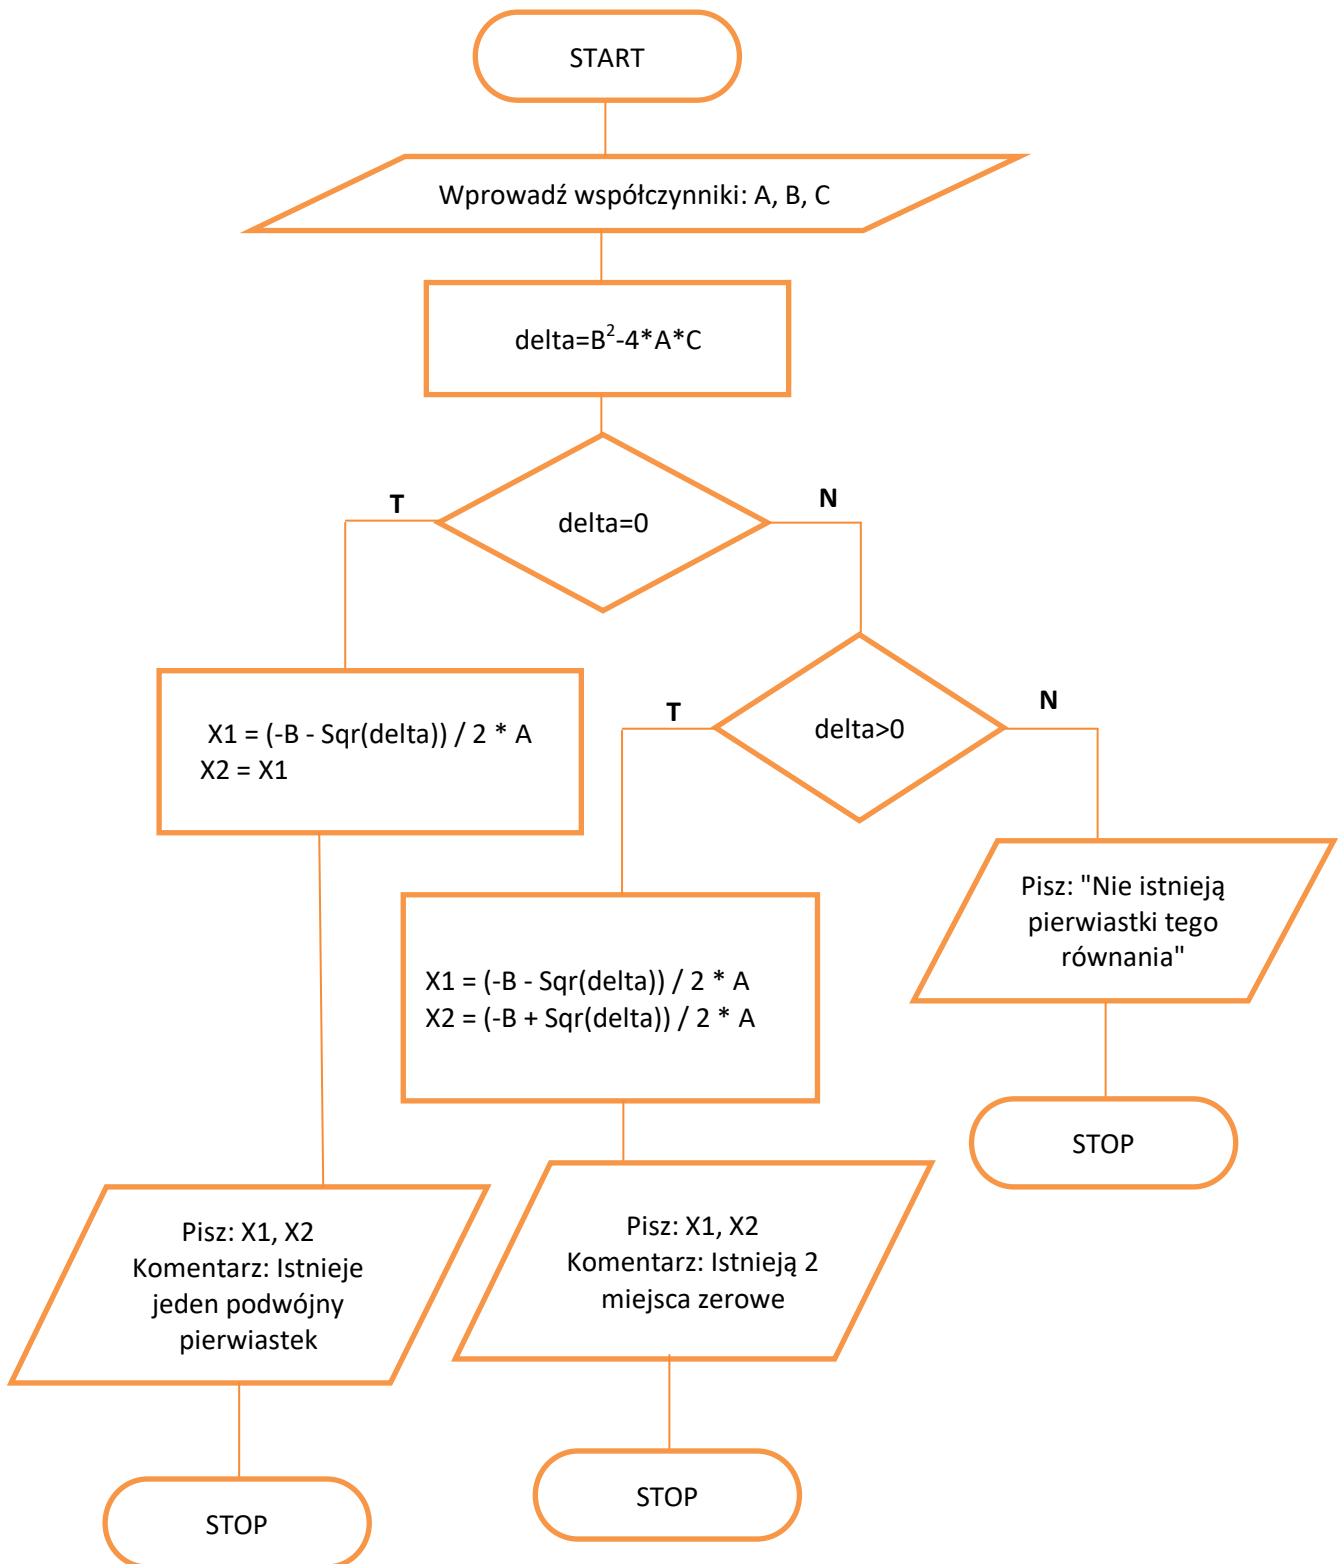 START
Wprowadź współczynniki: A, B, C
delta=B²-4*A*C
delta=0
T
N
X1 = (-B - Sqr(delta)) / 2 * A
X2 = X1
delta>0
T
N
Pisz: "Nie istnieją
pierwiastki tego
równania"
X1 = (-B - Sqr(delta)) / 2 * A
X2 = (-B + Sqr(delta)) / 2 * A
STOP
Pisz: X1, X2
Komentarz: Istnieje
jeden podwójny
pierwiastek
Pisz: X1, X2
Komentarz: Istnieją 2
miejsca zerowe
STOP
STOP